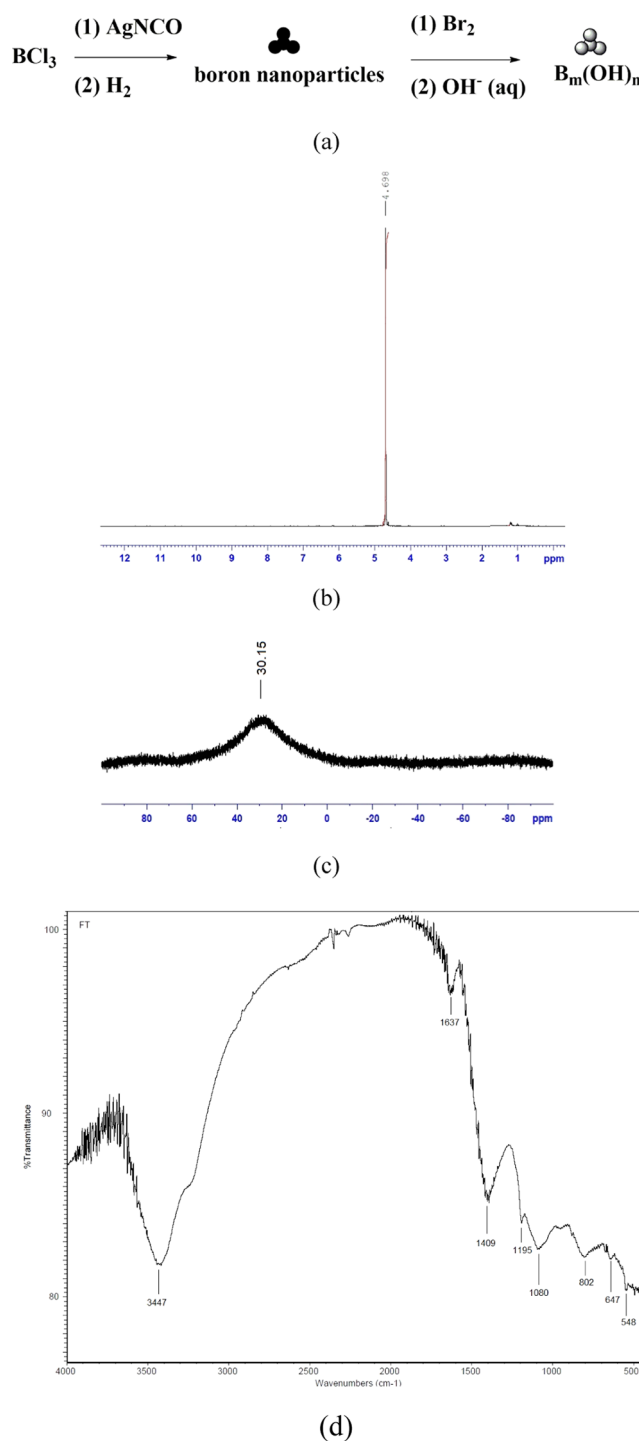 (1) AgNCO
(1) Br₂
BCl₃
boron nanoparticles
Bₘ(OH)ₙ
(2) H₂
(2) OH⁻ (aq)
(a)
4.698
12 11 10 9 8 7 6 5 4 3 2 1 ppm
(b)
30.15
80 60 40 20 0 -20 -40 -60 -80 ppm
(c)
FT
100
90
80
%Transmittance
1637
1409
1195
1080
802
647
548
3447
4000 3500 3000 2500 2000 1500 1000 500
Wavenumbers (cm-1)
(d)